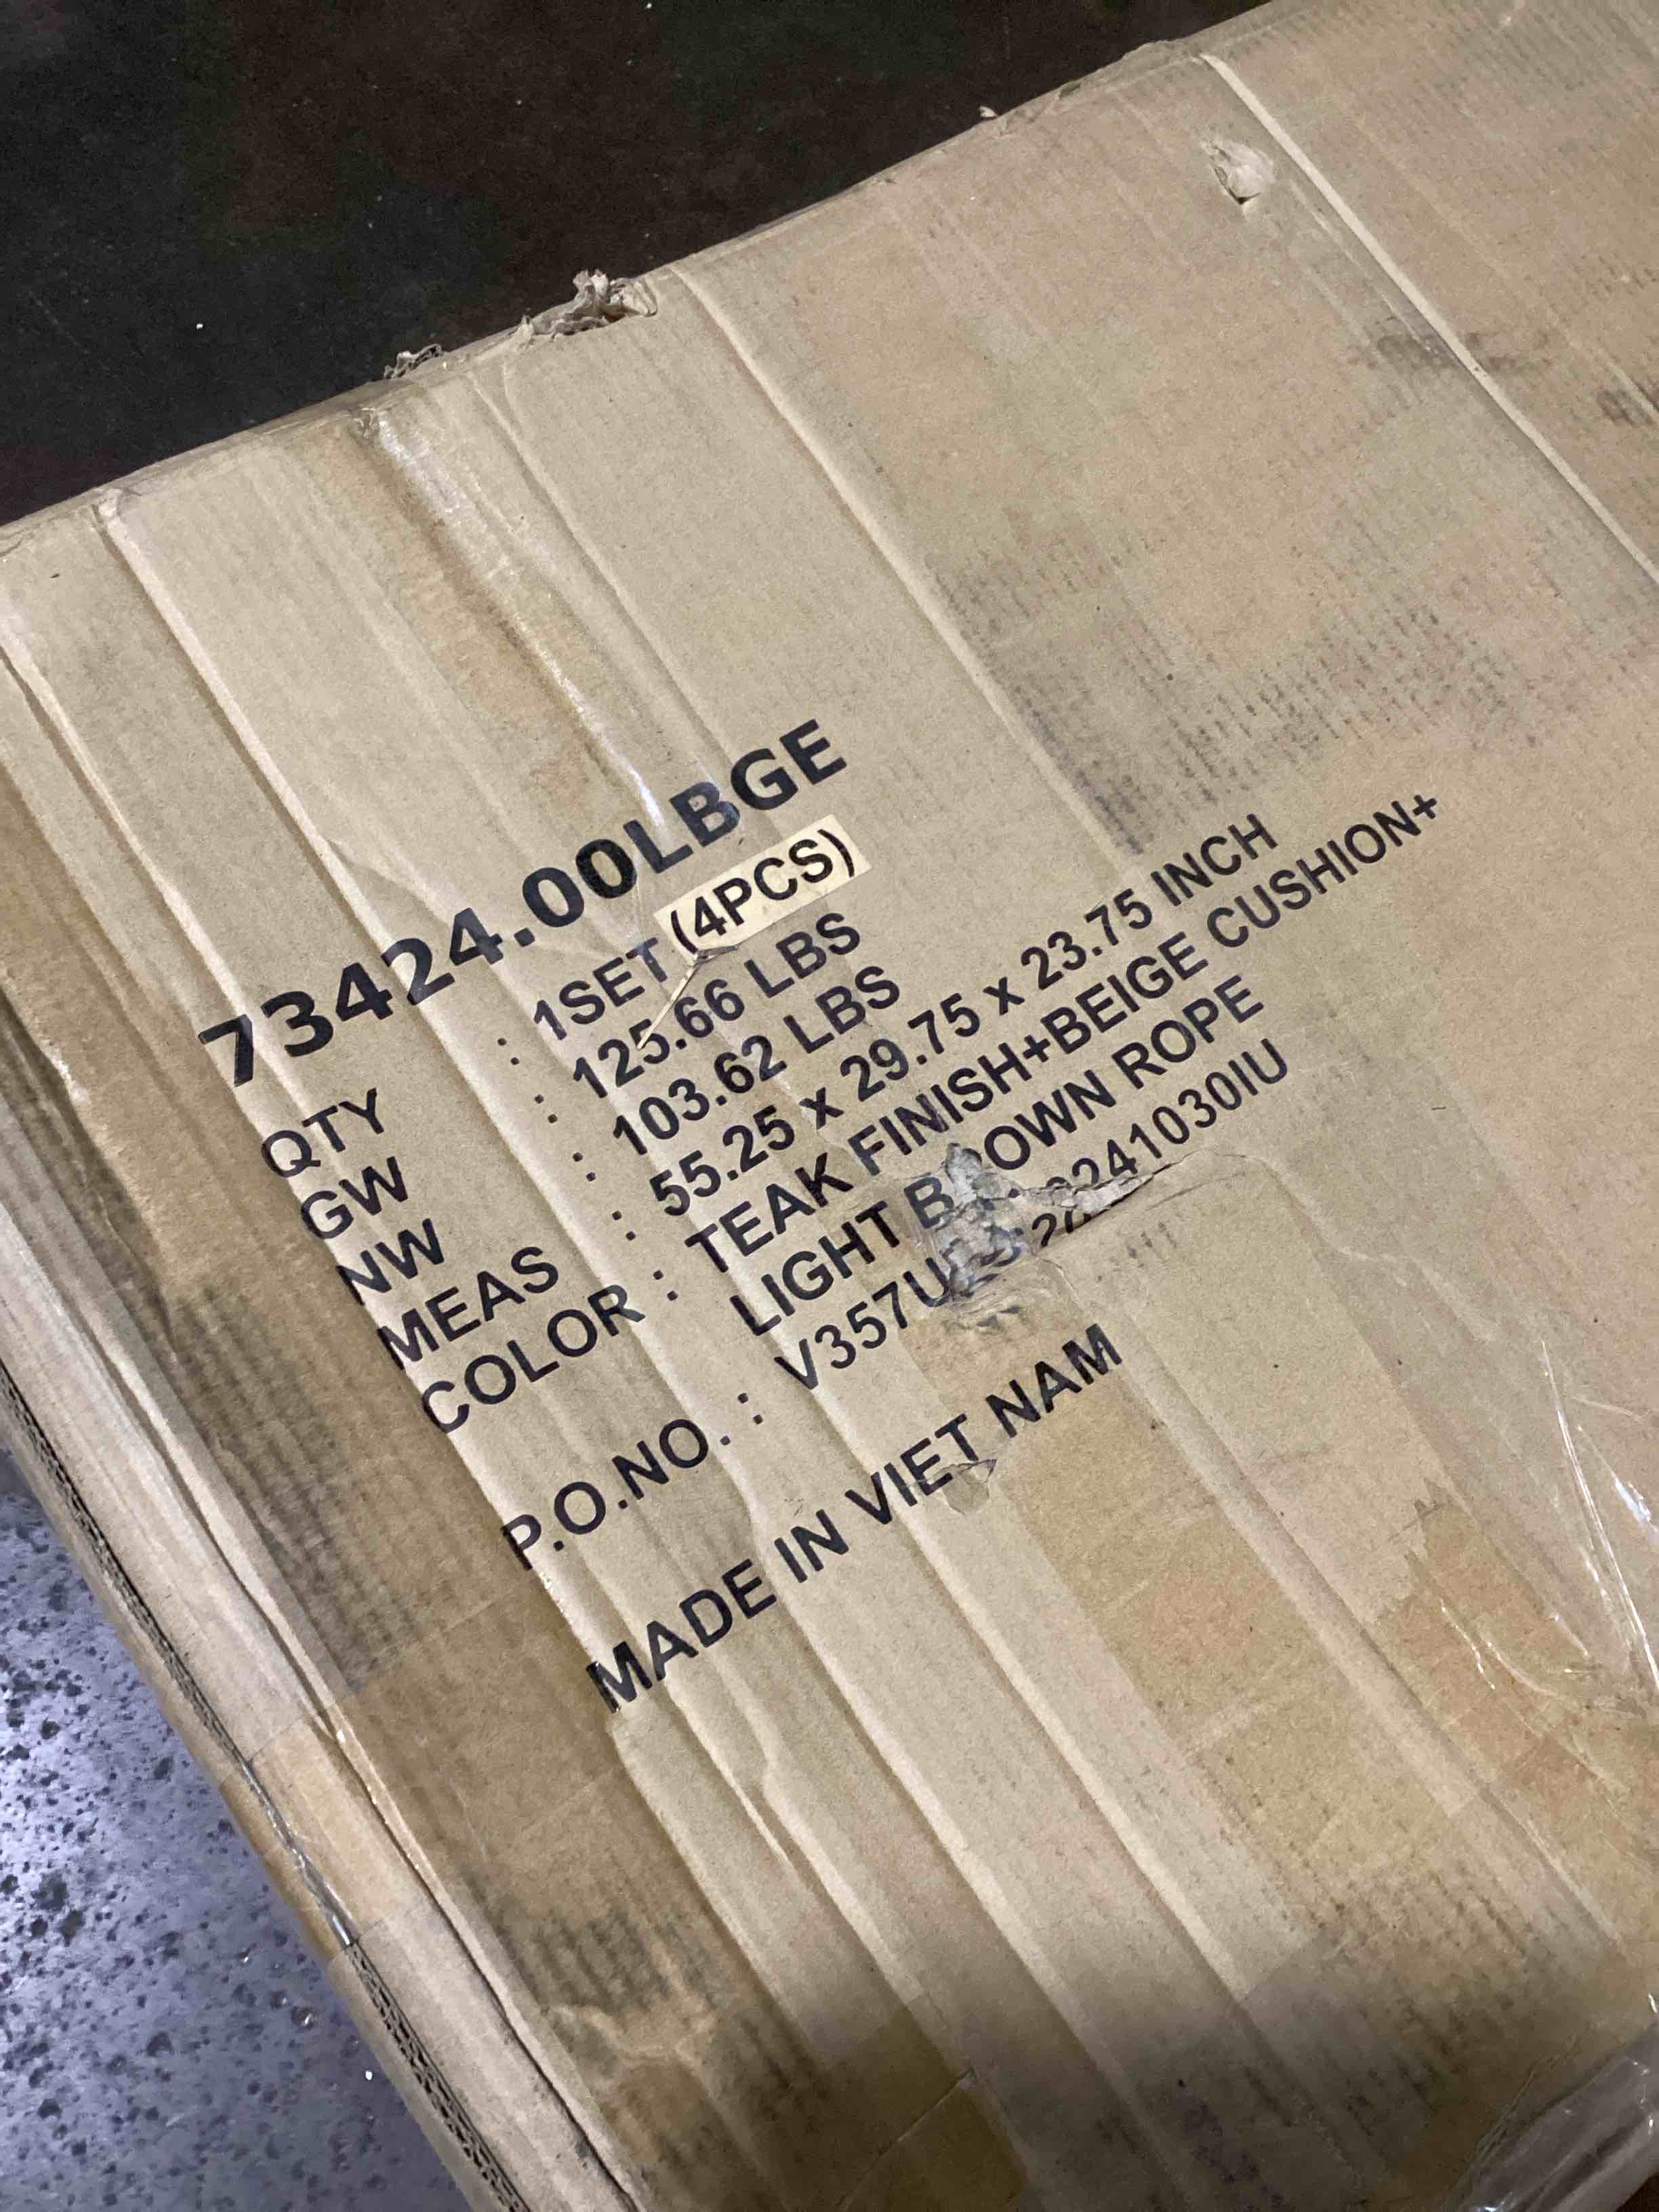 73424.00LBGE
QTY : 1SET (4PCS)
GW : 125.66 LBS
NW : 103.62 LBS
MEAS : 55.25 x 29.75 x 23.75 INCH
COLOR : TEAK FINISH+BEIGE CUSHION+
LIGHT BROWN ROPE
P.O.NO. :
MADE IN VIET NAM